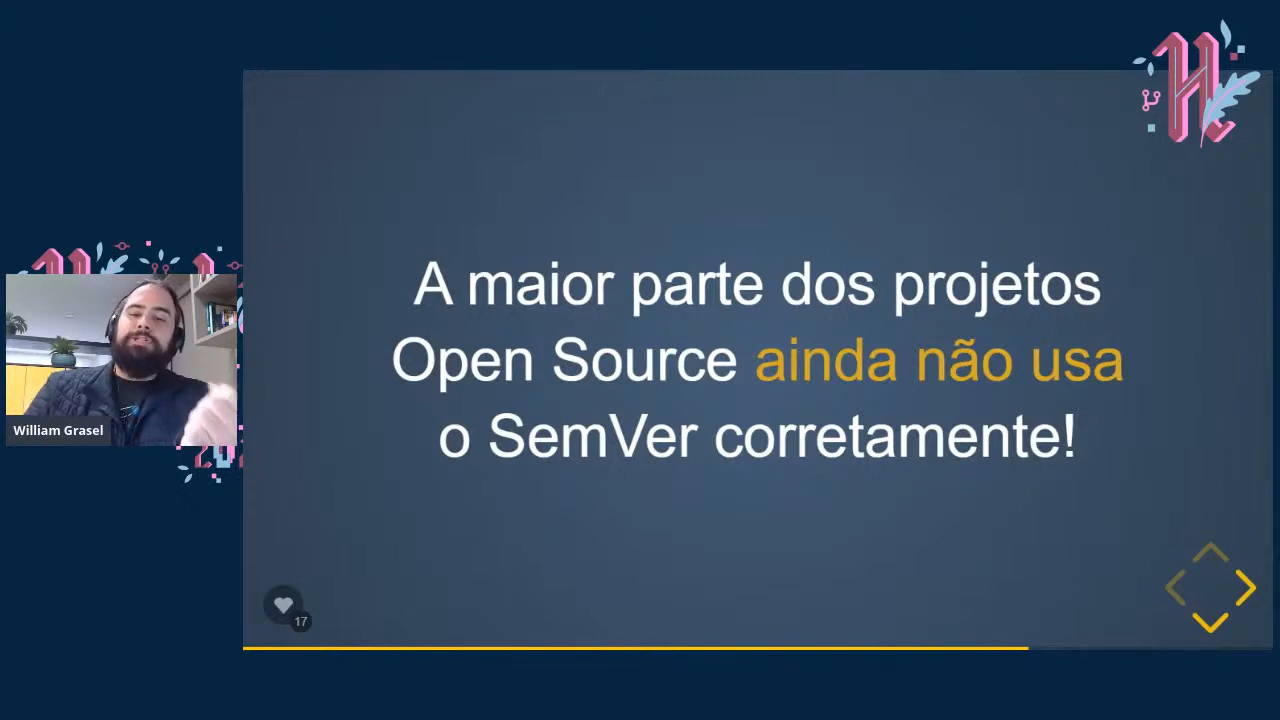 A maior parte dos projetos
Open Source ainda não usa
o SemVer corretamente!
William Grasel
17